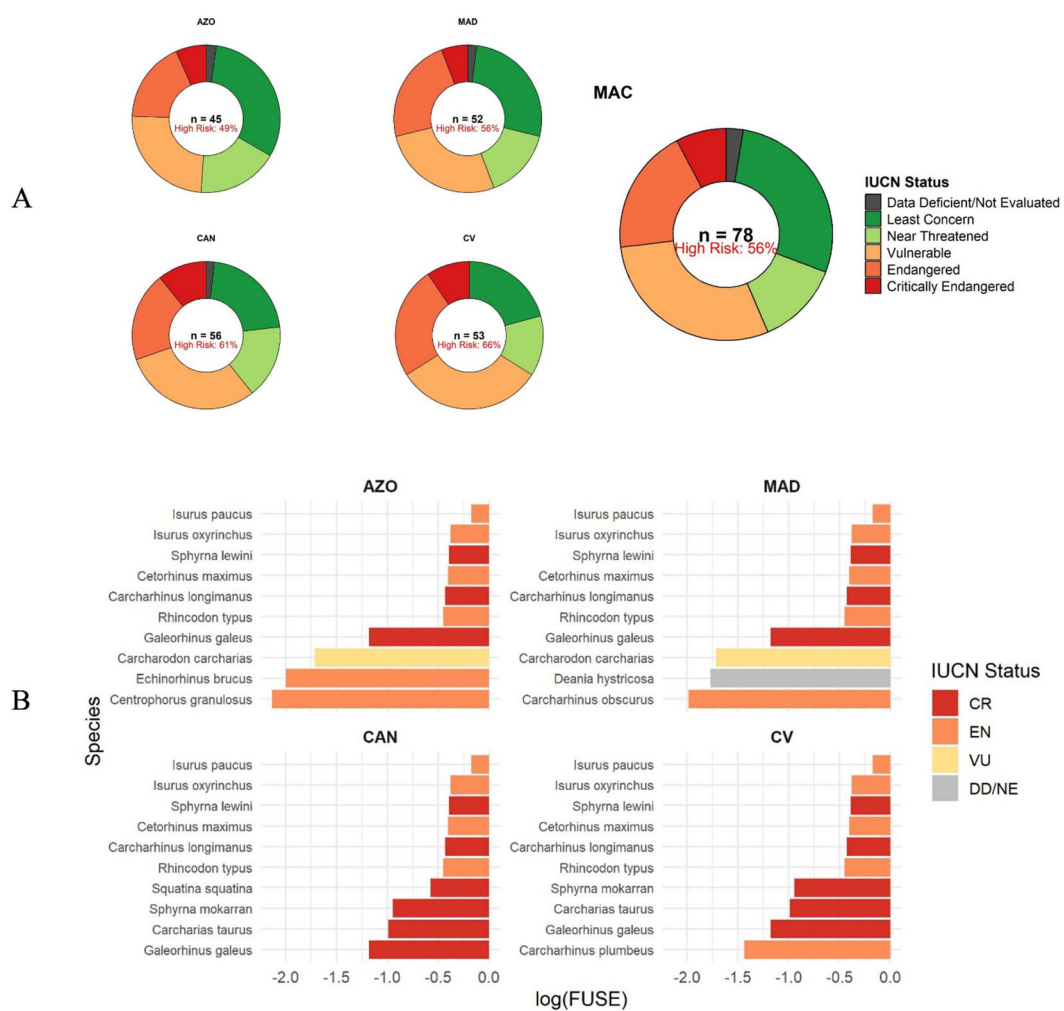 A
AZO
n = 45
High Risk: 49%
MAD
n = 52
High Risk: 56%
CAN
n = 56
High Risk: 61%
CV
n = 53
High Risk: 66%
MAC
n = 78
High Risk: 56%
IUCN Status
Data Deficient/Not Evaluated
Least Concern
Near Threatened
Vulnerable
Endangered
Critically Endangered
B
Species
AZO
Isurus paucus
Isurus oxyrinchus
Sphyrna lewini
Cetorhinus maximus
Carcharhinus longimanus
Rhincodon typus
Galeorhinus galeus
Carcharodon carcharias
Echinorhinus brucus
Centrophorus granulosus
MAD
Isurus paucus
Isurus oxyrinchus
Sphyrna lewini
Cetorhinus maximus
Carcharhinus longimanus
Rhincodon typus
Galeorhinus galeus
Carcharodon carcharias
Deania hystricosa
Carcharhinus obscurus
CAN
Isurus paucus
Isurus oxyrinchus
Sphyrna lewini
Cetorhinus maximus
Carcharhinus longimanus
Rhincodon typus
Squatina squatina
Sphyrna mokarran
Carcharias taurus
Galeorhinus galeus
-2.0 -1.5 -1.0 -0.5 0.0
CV
Isurus paucus
Isurus oxyrinchus
Sphyrna lewini
Cetorhinus maximus
Carcharhinus longimanus
Rhincodon typus
Sphyrna mokarran
Carcharias taurus
Galeorhinus galeus
Carcharhinus plumbeus
-2.0 -1.5 -1.0 -0.5 0.0
log(FUSE)
IUCN Status
CR
EN
VU
DD/NE